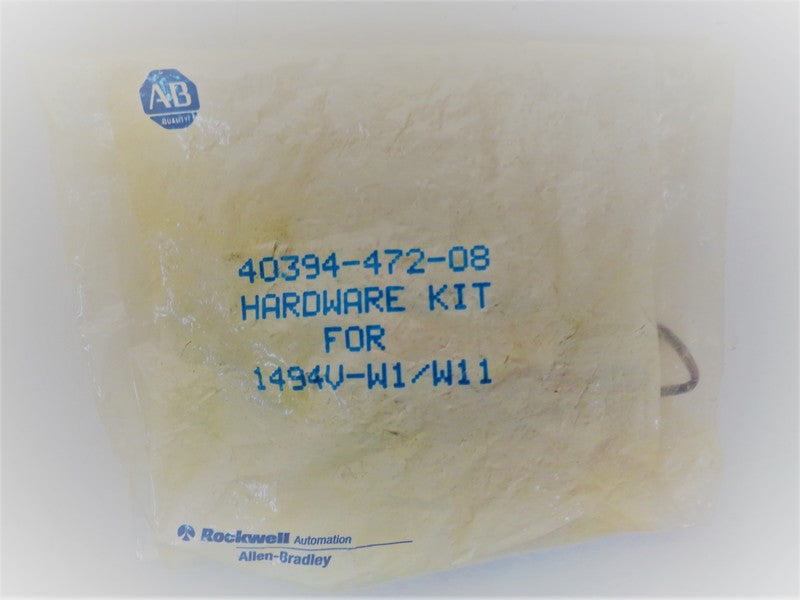 AB
QUALITY
40394-472-08
HARDWARE KIT
FOR
1494V-W1/W11
Rockwell Automation
Allen-Bradley